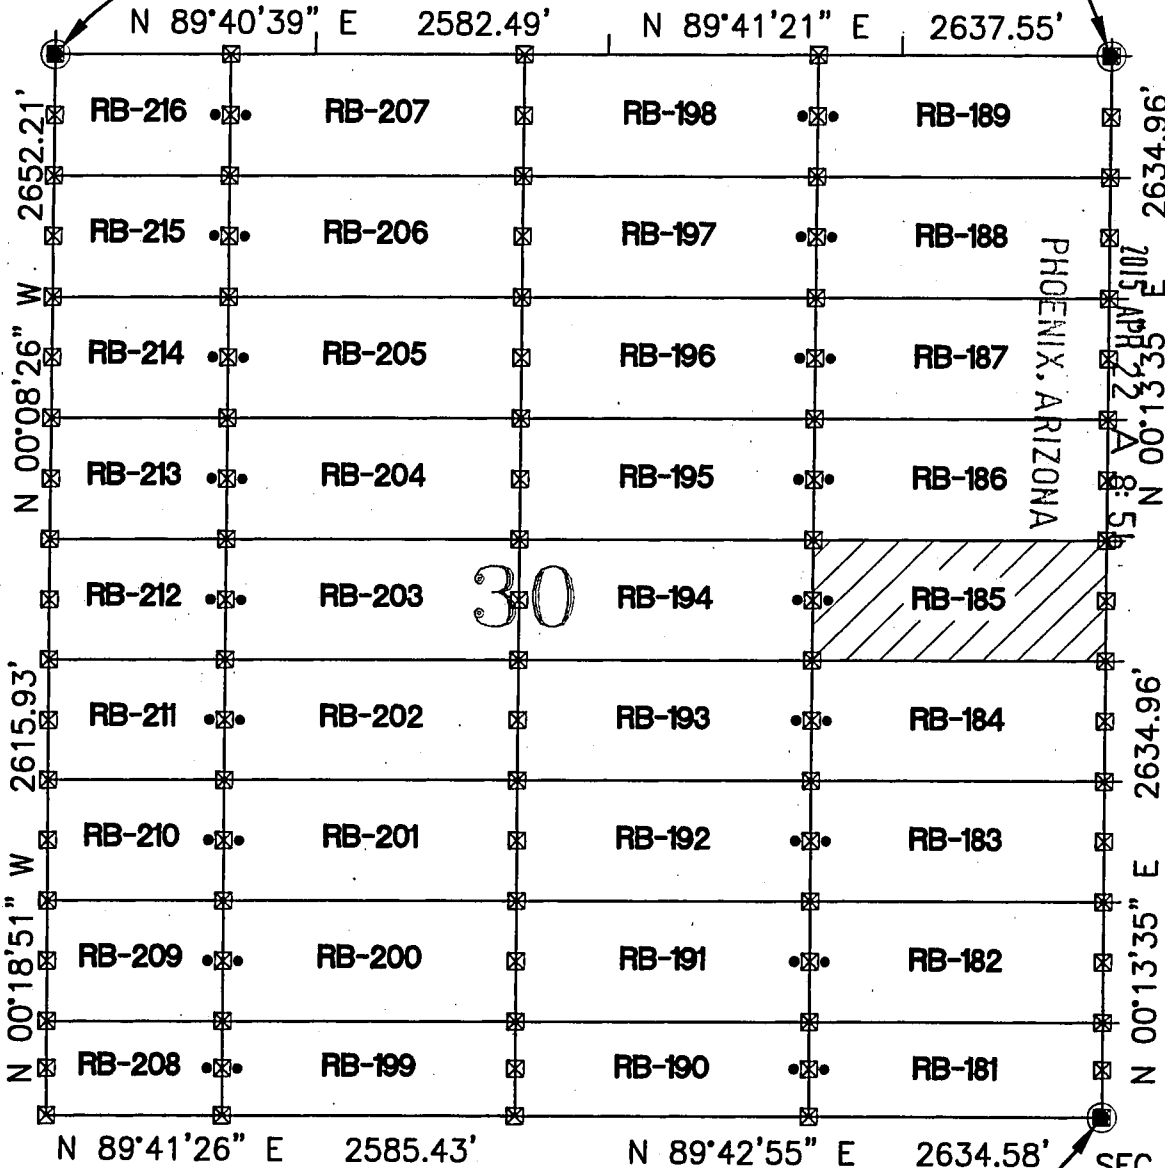 N 89°40'39" E 2582.49' N 89°41'21" E 2637.55'
RB-216 RB-207 RB-198 RB-189
2652.21'
2634.96'
RB-215 RB-206 RB-197 RB-188
N 00°08'26" W
N 00°13'35" E
PHOENIX, ARIZONA
2015 APR 22 A 8:
RB-214 RB-205 RB-196 RB-187
RB-213 RB-204 RB-195 RB-186
RB-212 RB-203 30 RB-194 RB-185
2615.93'
2634.96'
RB-211 RB-202 RB-193 RB-184
RB-210 RB-201 RB-192 RB-183
N 00°18'51" W
N 00°13'35" E
RB-209 RB-200 RB-191 RB-182
RB-208 RB-199 RB-190 RB-181
N 89°41'26" E 2585.43' N 89°42'55" E 2634.58'
SEC